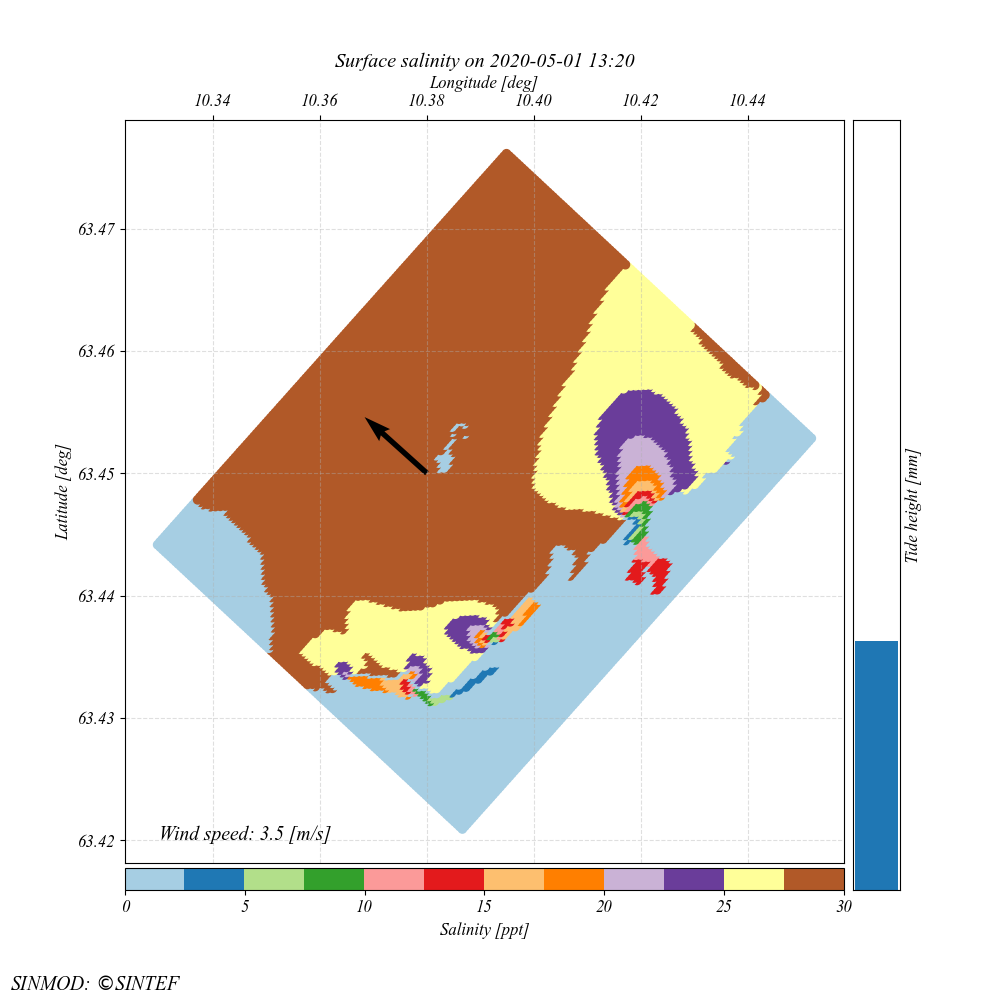 Surface salinity on 2020-05-01 13:20
Longitude [deg]
10.34 10.36 10.38 10.40 10.42 10.44
63.47
63.46
63.45
63.44
63.43
63.42
Latitude [deg]
Tide height [mm]
Wind speed: 3.5 [m/s]
0 5 10 15 20 25 30
Salinity [ppt]
SINMOD: ©SINTEF